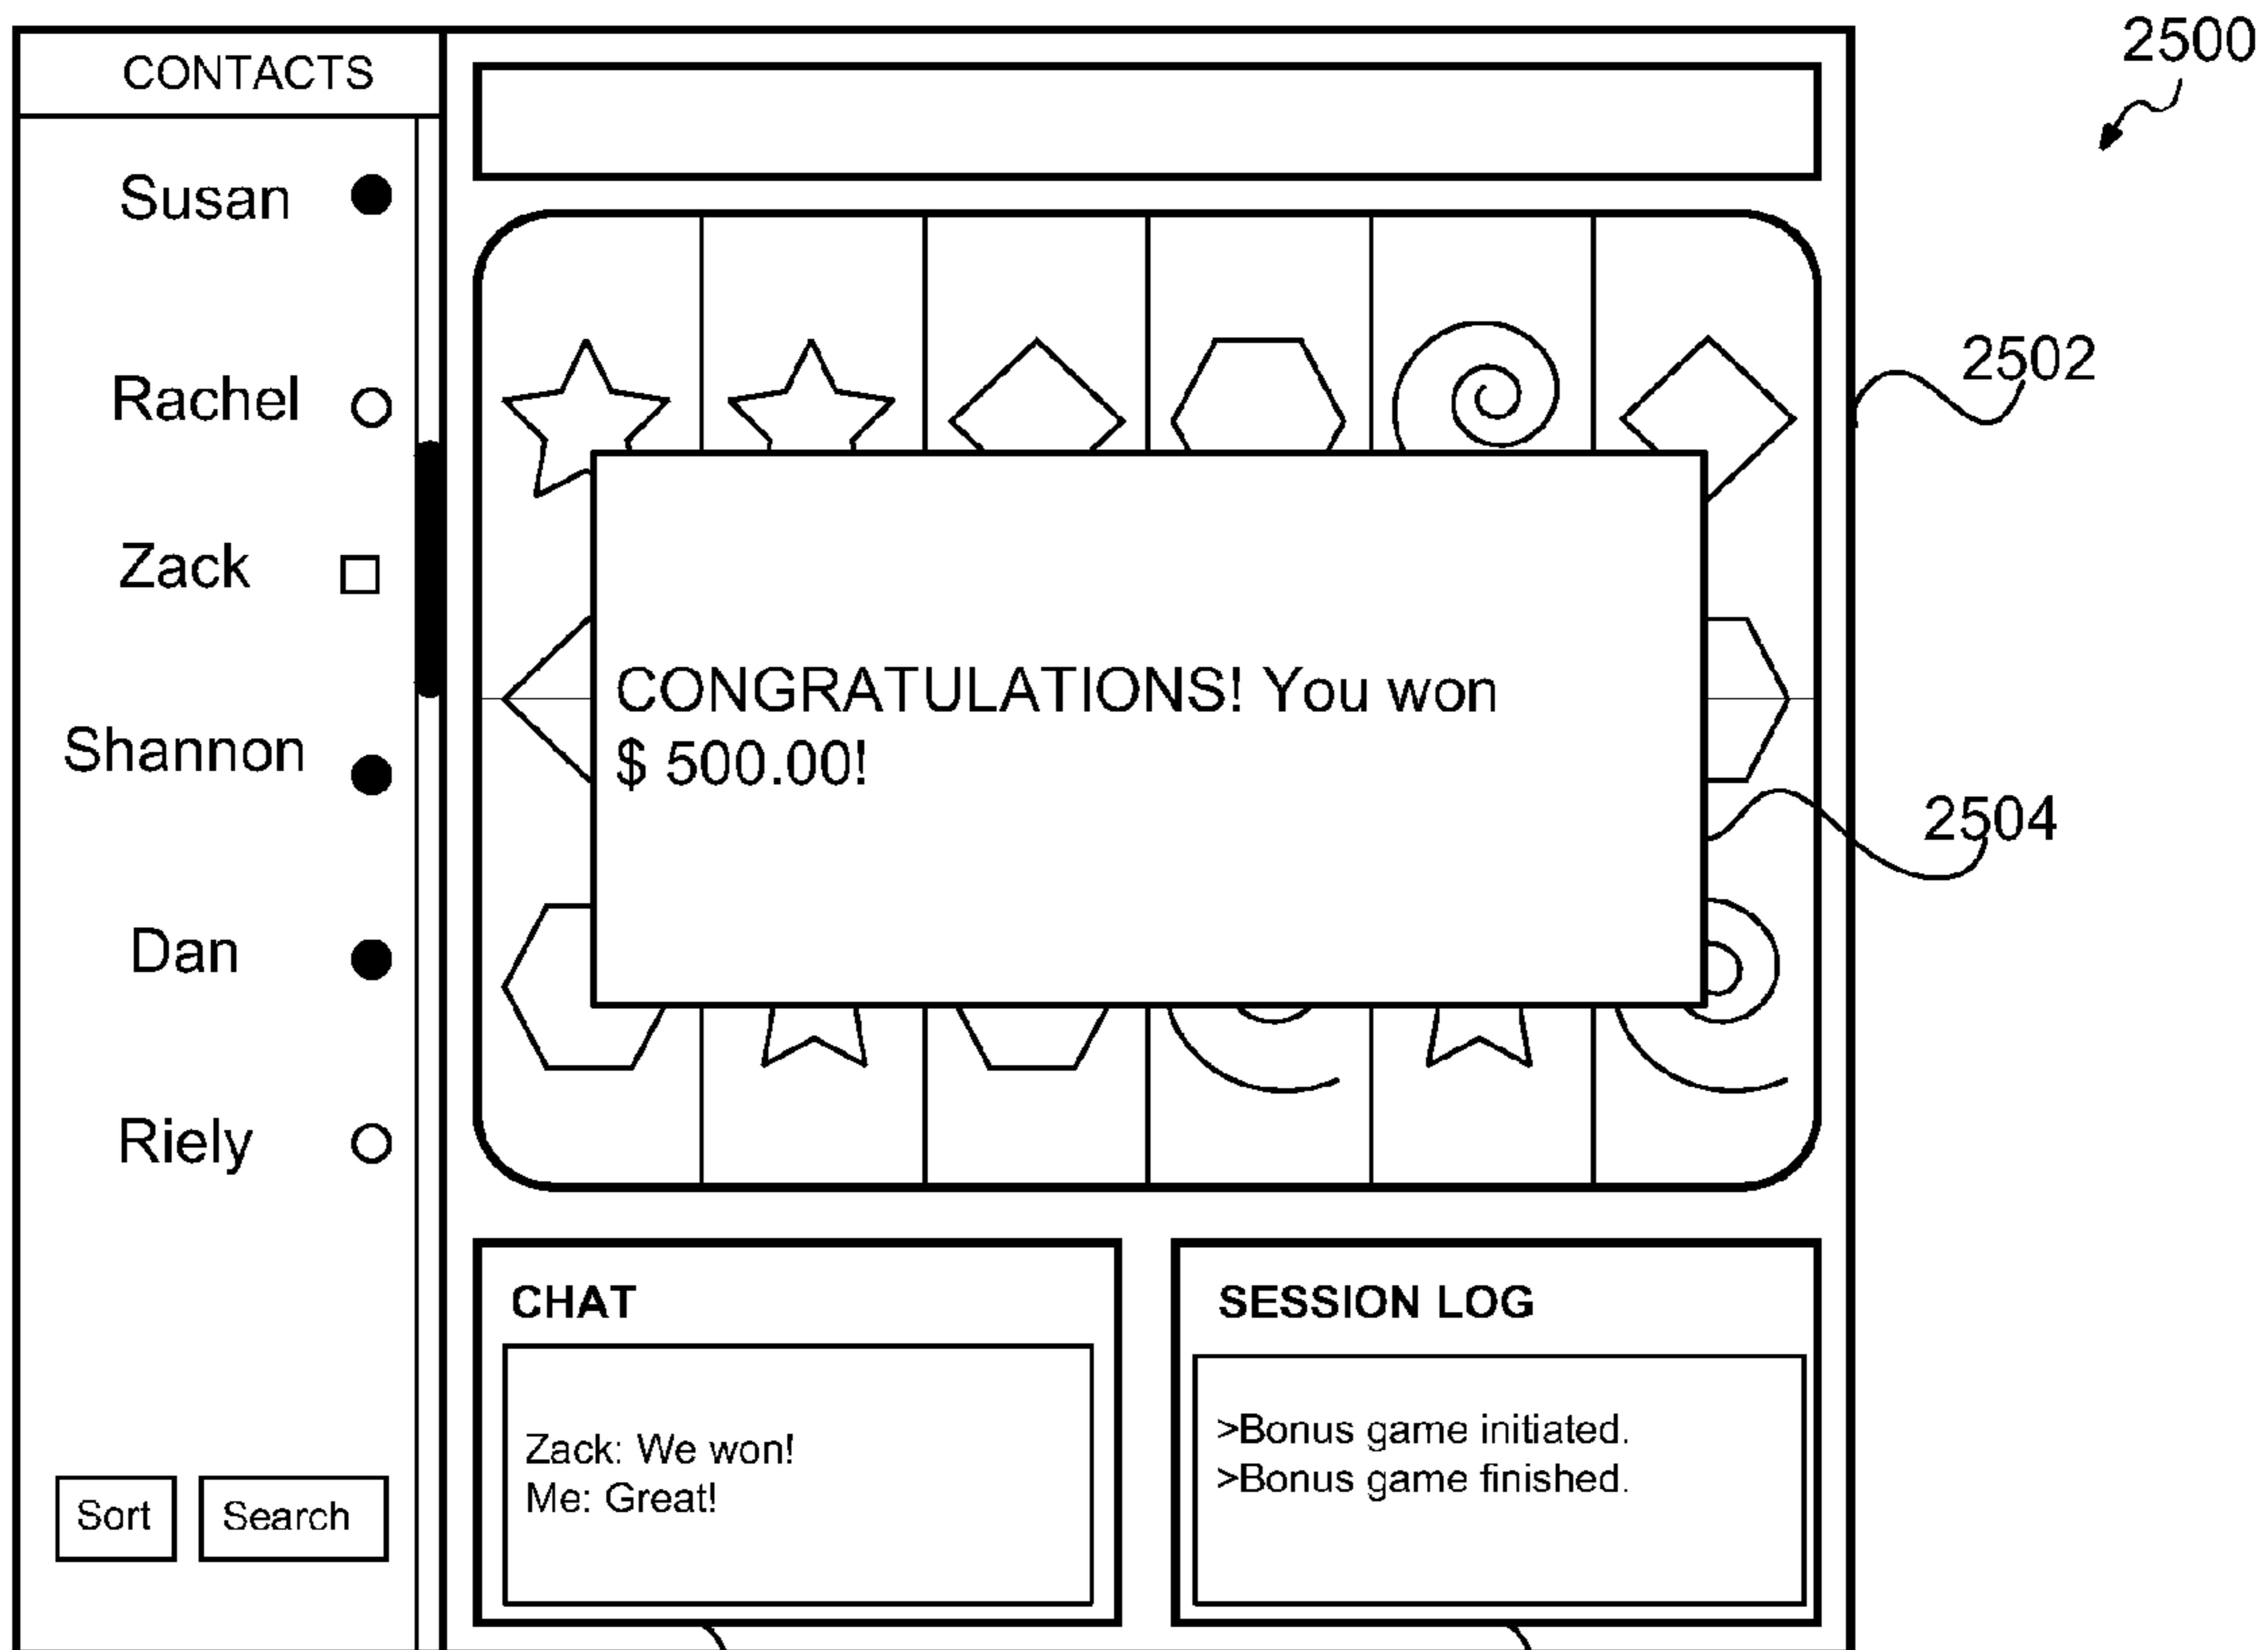 CONTACTS
Susan
Rachel
Zack
Shannon
Dan
Riely
Sort
Search
CONGRATULATIONS! You won
$ 500.00!
CHAT
Zack: We won!
Me: Great!
SESSION LOG
>Bonus game initiated.
>Bonus game finished.
2500
2502
2504